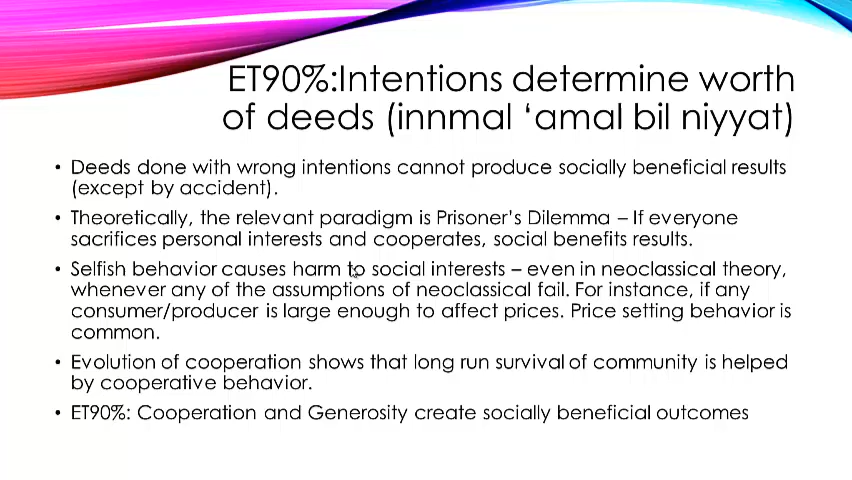 ET90%:Intentions determine worth
of deeds (innmal ‘amal bil niyyat)
• Deeds done with wrong intentions cannot produce socially beneficial results
(except by accident).
• Theoretically, the relevant paradigm is Prisoner’s Dilemma – If everyone
sacrifices personal interests and cooperates, social benefits results.
• Selfish behavior causes harm to social interests – even in neoclassical theory,
whenever any of the assumptions of neoclassical fail. For instance, if any
consumer/producer is large enough to affect prices. Price setting behavior is
common.
• Evolution of cooperation shows that long run survival of community is helped
by cooperative behavior.
• ET90%: Cooperation and Generosity create socially beneficial outcomes